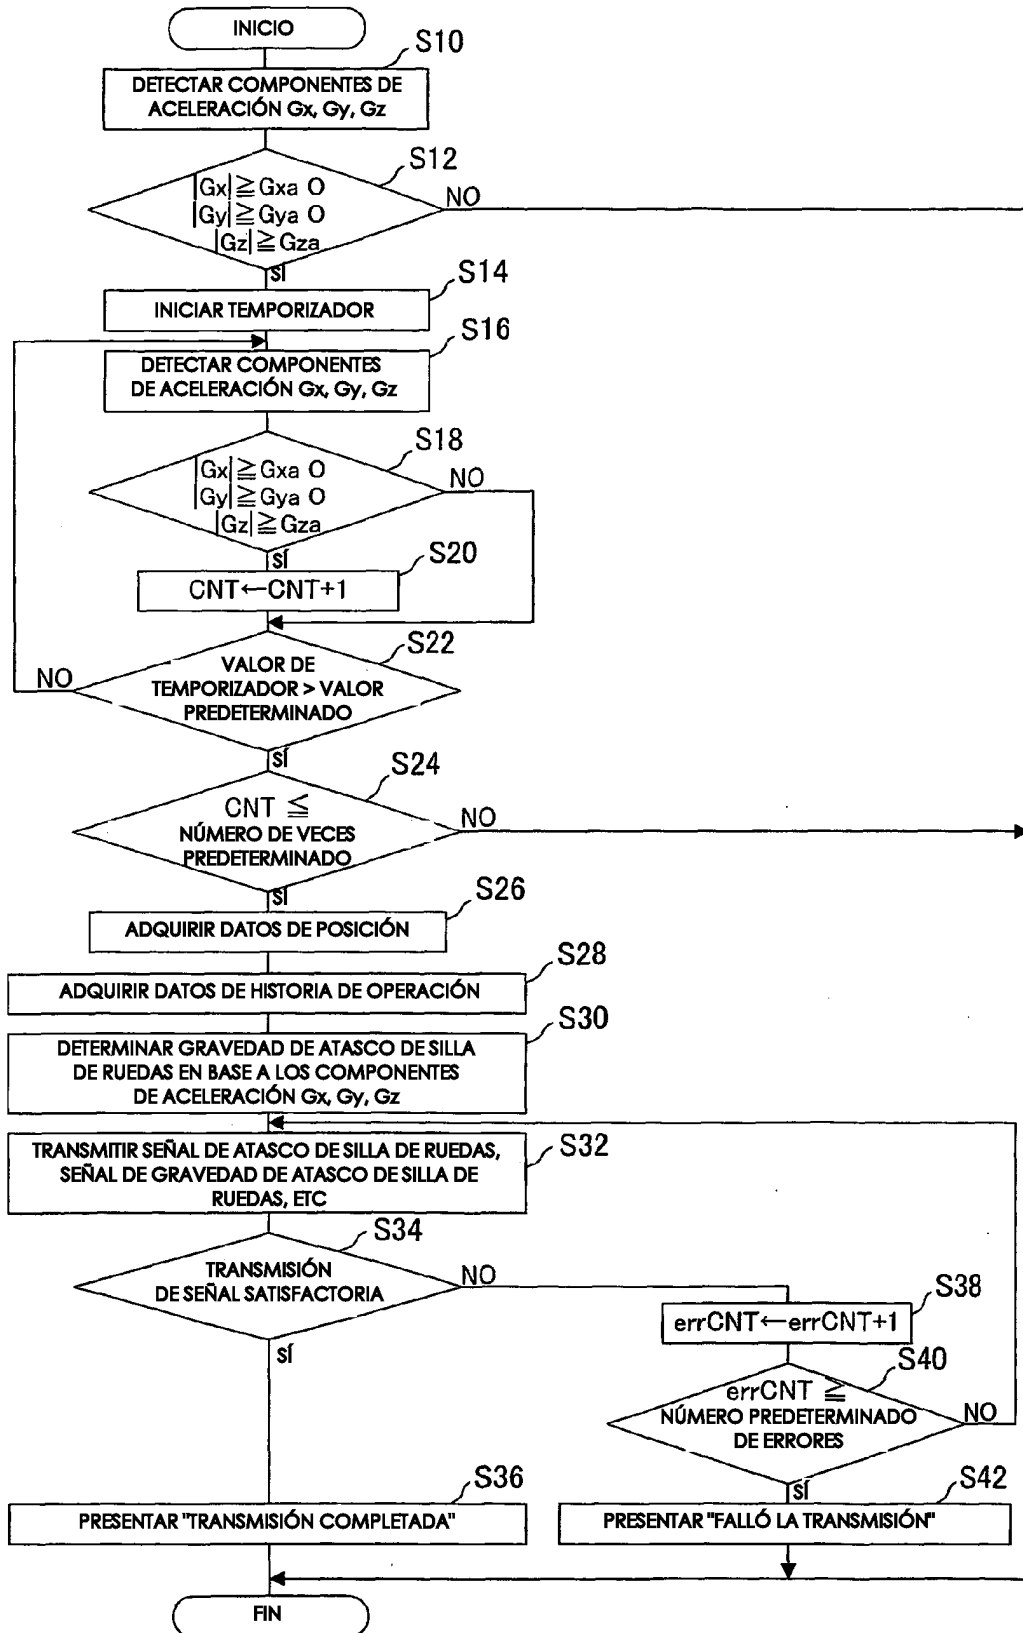 INICIO
S10
DETECTAR COMPONENTES DE
ACELERACIÓN Gx, Gy, Gz
S12
|Gx| ≧ Gxa O
|Gy| ≧ Gya O
|Gz| ≧ Gza
NO
SÍ
S14
INICIAR TEMPORIZADOR
S16
DETECTAR COMPONENTES
DE ACELERACIÓN Gx, Gy, Gz
S18
|Gx| ≧ Gxa O
|Gy| ≧ Gya O
|Gz| ≧ Gza
NO
SÍ
S20
CNT←CNT+1
S22
VALOR DE
TEMPORIZADOR > VALOR
PREDETERMINADO
NO
SÍ
S24
CNT ≦
NÚMERO DE VECES
PREDETERMINADO
NO
SÍ
S26
ADQUIRIR DATOS DE POSICIÓN
S28
ADQUIRIR DATOS DE HISTORIA DE OPERACIÓN
S30
DETERMINAR GRAVEDAD DE ATASCO DE SILLA
DE RUEDAS EN BASE A LOS COMPONENTES
DE ACELERACIÓN Gx, Gy, Gz
S32
TRANSMITIR SEÑAL DE ATASCO DE SILLA DE RUEDAS,
SEÑAL DE GRAVEDAD DE ATASCO DE SILLA DE
RUEDAS, ETC
S34
TRANSMISIÓN
DE SEÑAL SATISFACTORIA
NO
SÍ
S38
errCNT←errCNT+1
S40
errCNT ≧
NÚMERO PREDETERMINADO
DE ERRORES
NO
SÍ
S36
PRESENTAR "TRANSMISIÓN COMPLETADA"
S42
PRESENTAR "FALLÓ LA TRANSMISIÓN"
FIN